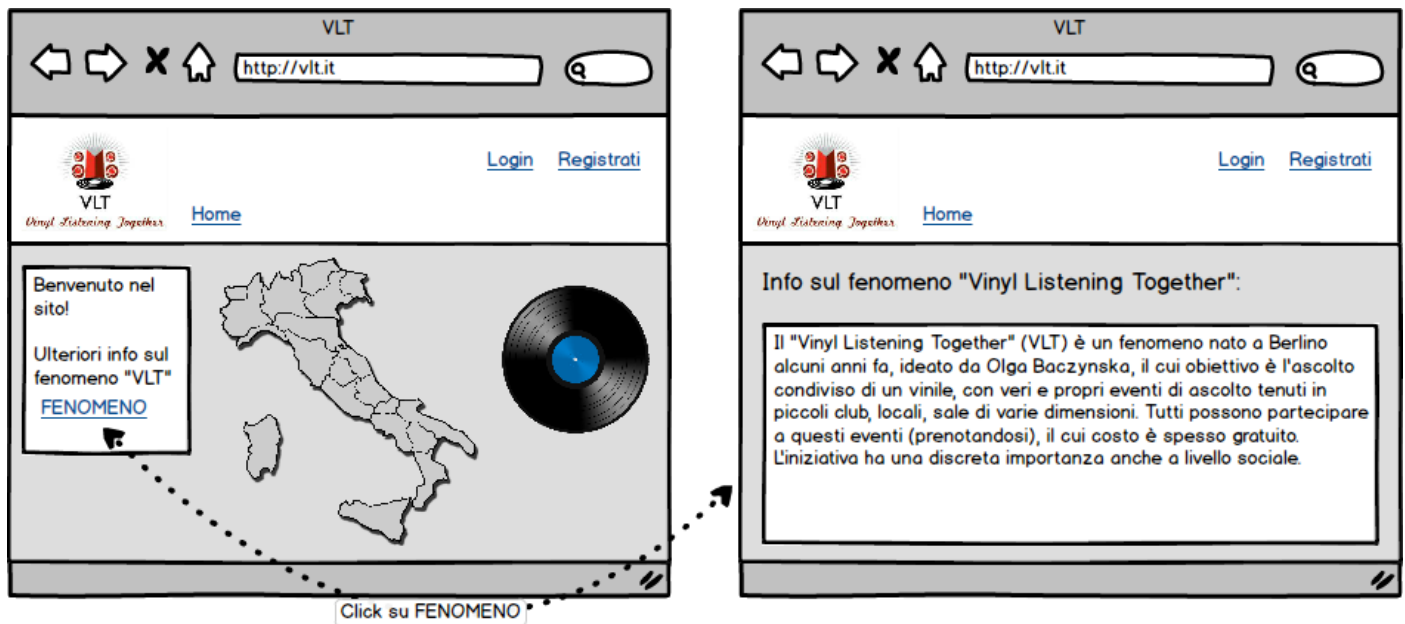 VLT
http://vlt.it
Login Registrati
VLT
Vinyl Listening Together
Home
Benvenuto nel
sito!
Ulteriori info sul
fenomeno "VLT"
FENOMENO
Click su FENOMENO
VLT
http://vlt.it
Login Registrati
VLT
Vinyl Listening Together
Home
Info sul fenomeno "Vinyl Listening Together":
Il "Vinyl Listening Together" (VLT) è un fenomeno nato a Berlino
alcuni anni fa, ideato da Olga Baczynska, il cui obiettivo è l'ascolto
condiviso di un vinile, con veri e propri eventi di ascolto tenuti in
piccoli club, locali, sale di varie dimensioni. Tutti possono partecipare
a questi eventi (prenotandosi), il cui costo è spesso gratuito.
L'iniziativa ha una discreta importanza anche a livello sociale.